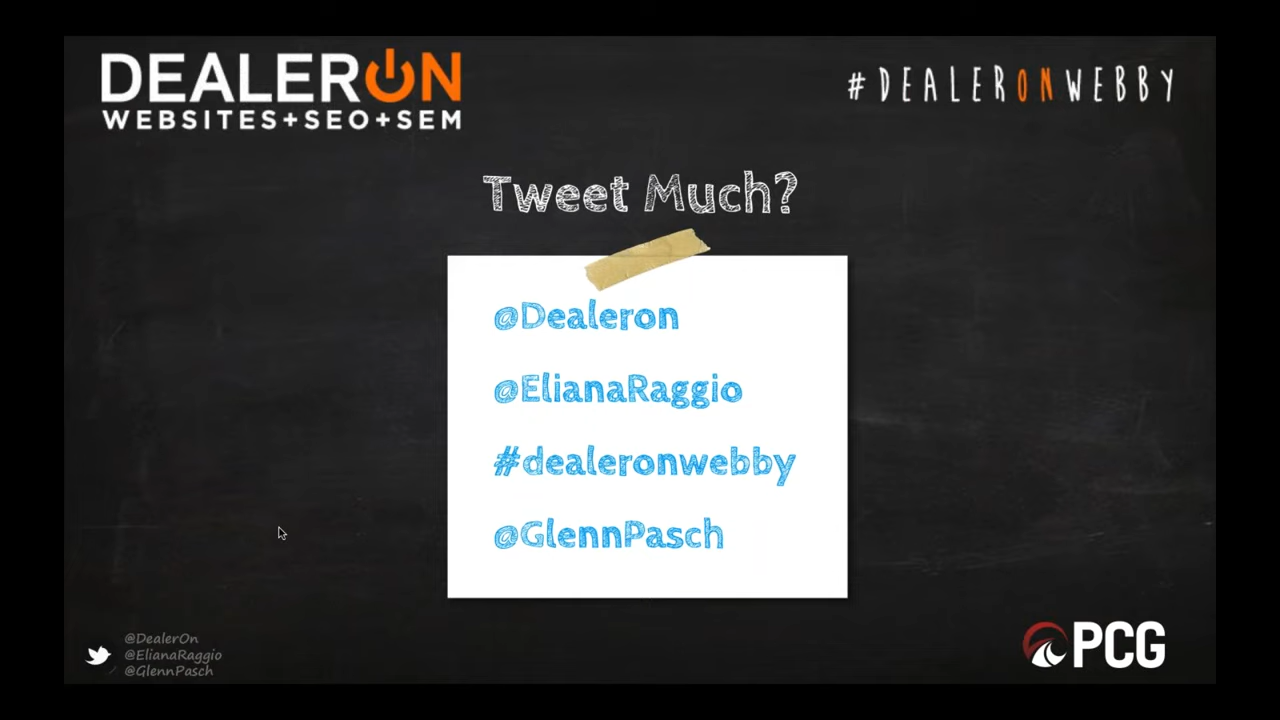 DEALERON
WEBSITES+SEO+SEM
#DEALERONWEBBY
Tweet Much?
@Dealeron
@ElianaRaggio
#dealeronwebby
@GlennPasch
@DealerOn
@ElianaRaggio
@GlennPasch
PCG